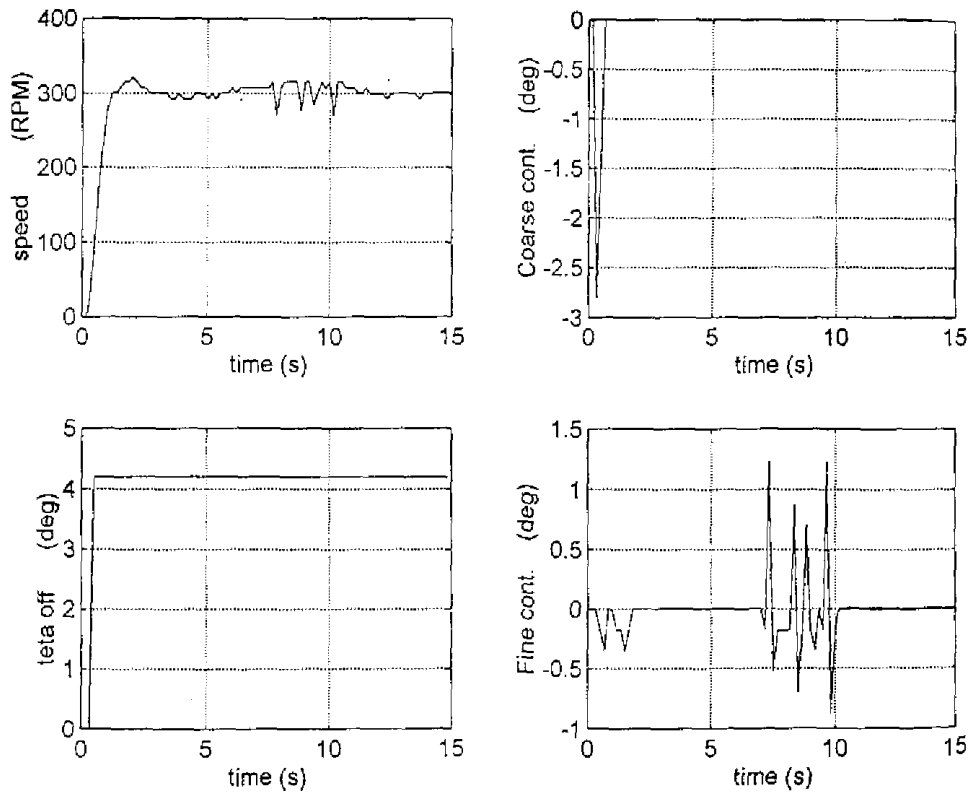 400
300
200
100
0
speed (RPM)
0 5 10 15
time (s)
0
-0.5
-1
-1.5
-2
-2.5
-3
Coarse cont. (deg)
0 5 10 15
time (s)
5
4
3
2
1
0
teta off (deg)
0 5 10 15
time (s)
1.5
1
0.5
0
-0.5
-1
Fine cont. (deg)
0 5 10 15
time (s)